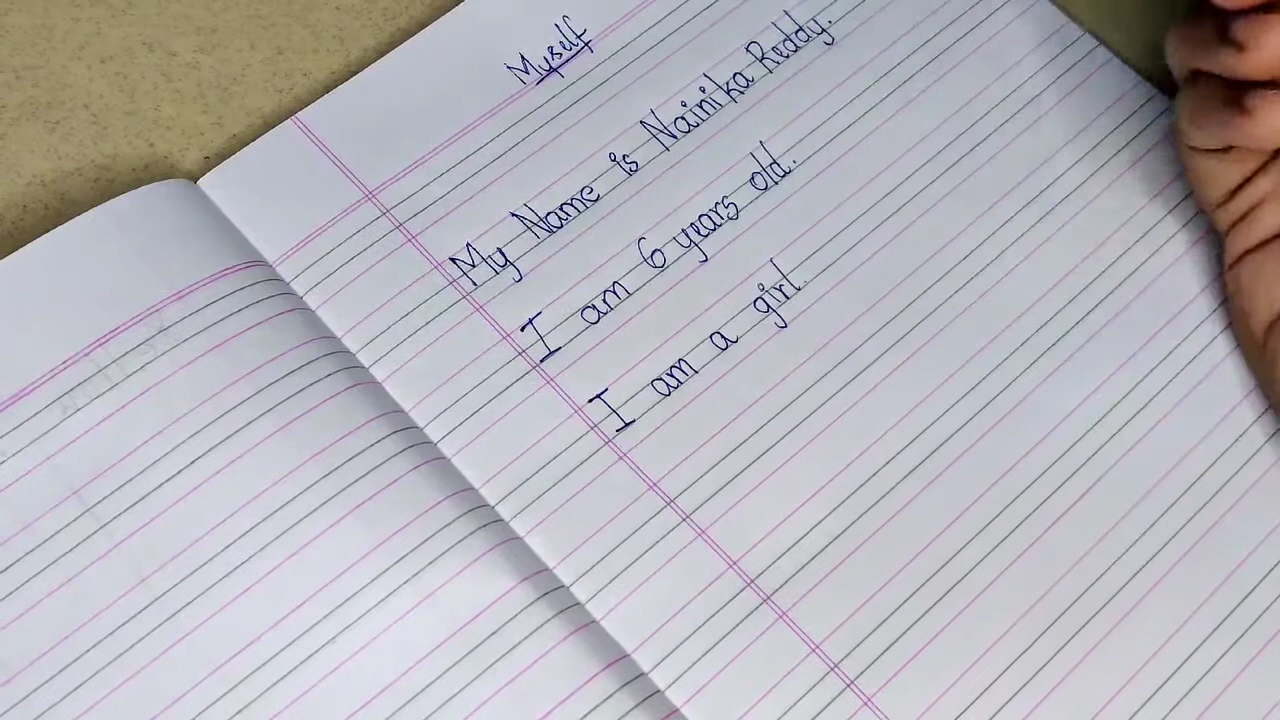 Myself
My Name is Nainika Reddy.
I am 6 years old.
I am a girl.